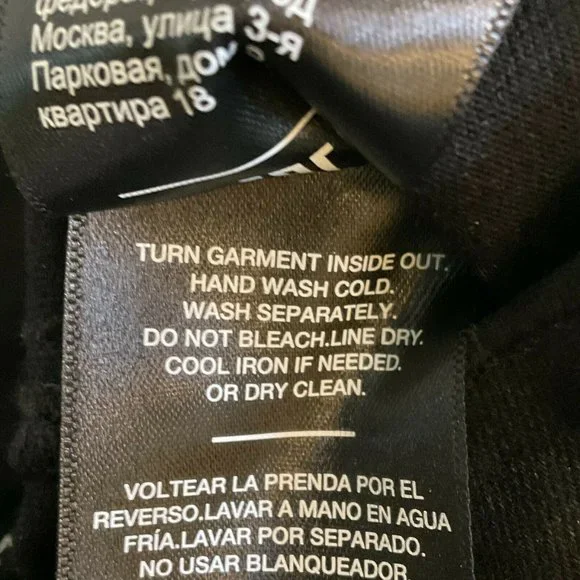 Москва, улица 3-я
Парковая,
квартира 18
TURN GARMENT INSIDE OUT.
HAND WASH COLD.
WASH SEPARATELY.
DO NOT BLEACH.LINE DRY.
COOL IRON IF NEEDED.
OR DRY CLEAN.
VOLTEAR LA PRENDA POR EL
REVERSO.LAVAR A MANO EN AGUA
FRÍA.LAVAR POR SEPARADO.
NO USAR BLANQUEADOR